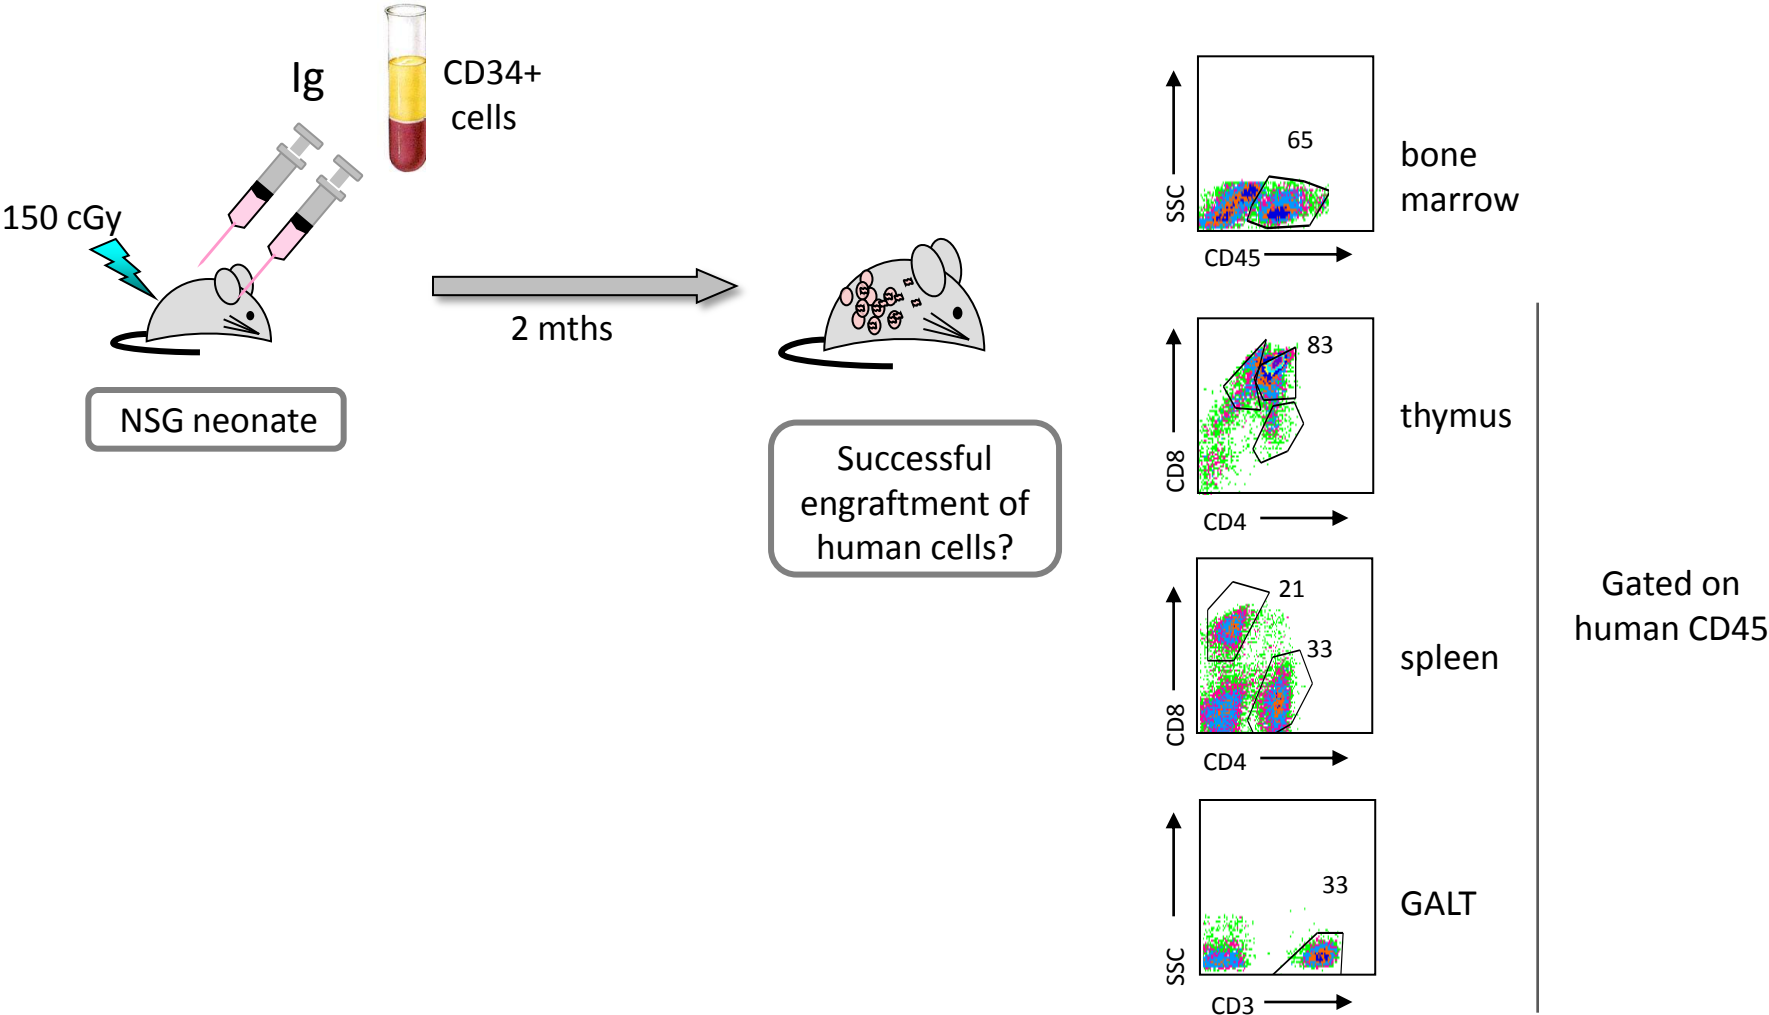 Ig
CD34+
cells
150 cGy
2 mths
NSG neonate
Successful
engraftment of
human cells?
65
SSC
CD45
bone
marrow
83
CD8
CD4
thymus
21
33
CD8
CD4
spleen
33
SSC
CD3
GALT
Gated on
human CD45